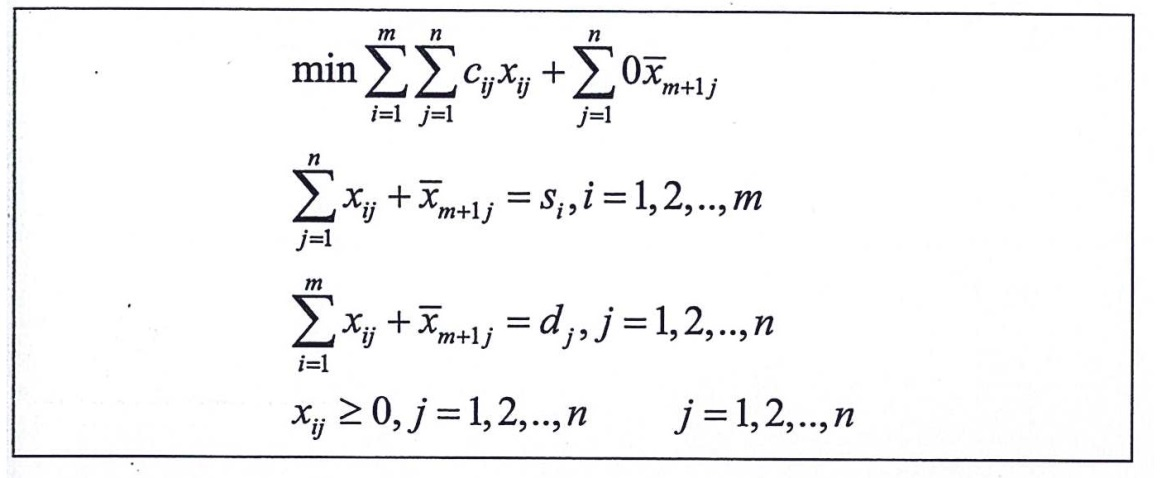 min ∑_{i=1}^{m} ∑_{j=1}^{n} c_{ij} x_{ij} + ∑_{j=1}^{n} 0x̄_{m+1j}
∑_{j=1}^{n} x_{ij} + x̄_{m+1j} = s_i, i = 1,2,..,m
∑_{i=1}^{m} x_{ij} + x̄_{m+1j} = d_j, j = 1,2,..,n
x_{ij} ≥ 0, j = 1,2,..,n j = 1,2,..,n